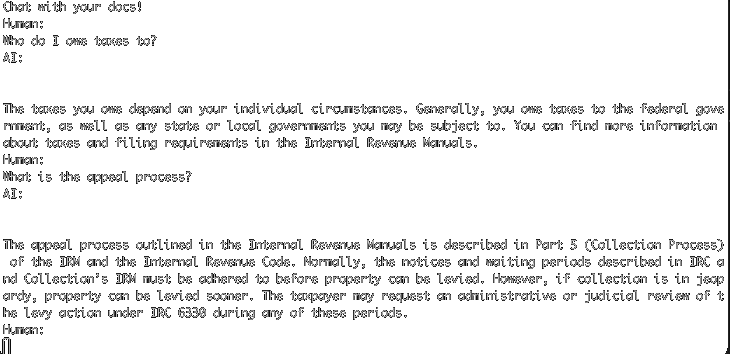 Chat with your docs!
Human:
Who do I owe taxes to?
AI:
The taxes you owe depend on your individual circumstances. Generally, you owe taxes to the federal gove
rnment, as well as any state or local governments you may be subject to. You can find more information
about taxes and filing requirements in the Internal Revenue Manuals.
Human:
What is the appeal process?
AI:
The appeal process outlined in the Internal Revenue Manuals is described in Part 5 (Collection Process)
of the IRM and the Internal Revenue Code. Normally, the notices and waiting periods described in IRC a
nd Collection's IRM must be adhered to before property can be levied. However, if collection is in jeop
ardy, property can be levied sooner. The taxpayer may request an administrative or judicial review of t
he levy action under IRC 6330 during any of these periods.
Human: